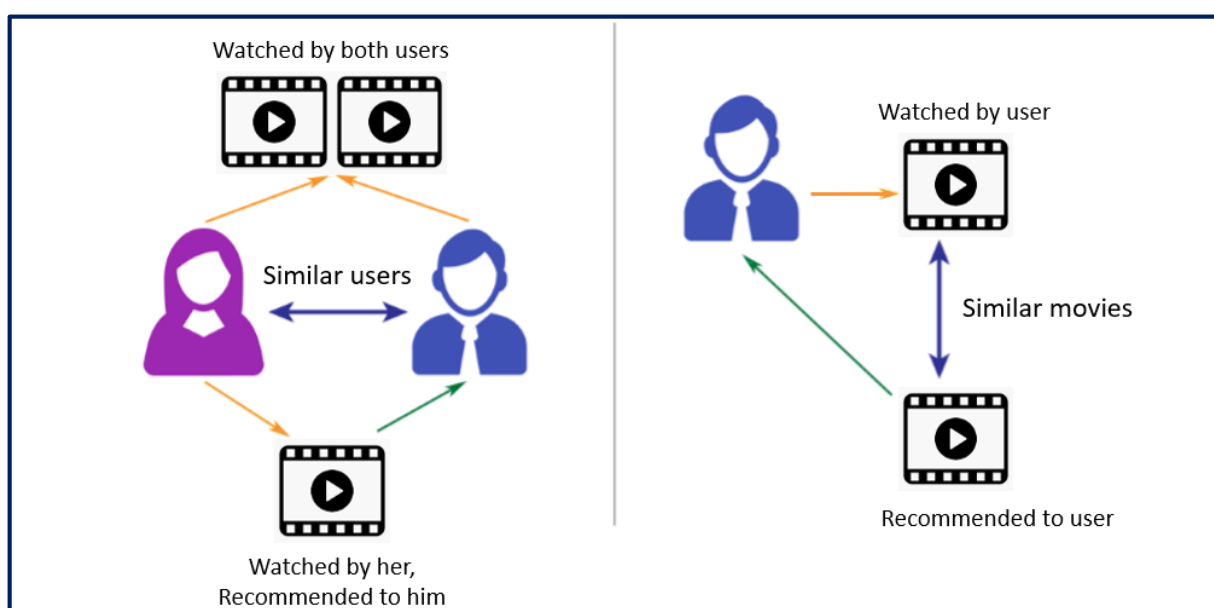 Watched by both users
Similar users
Watched by her,
Recommended to him
Watched by user
Similar movies
Recommended to user